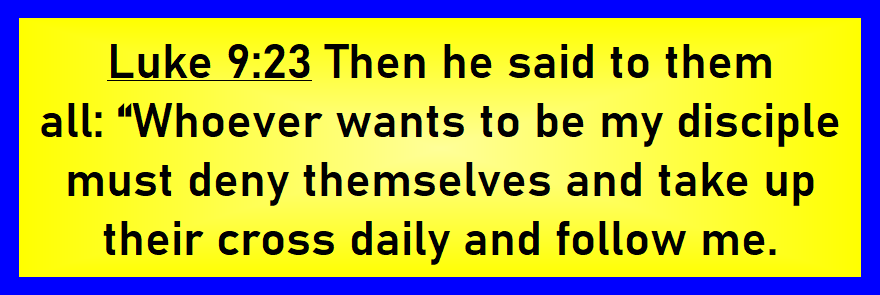 Luke 9:23 Then he said to them
all: “Whoever wants to be my disciple
must deny themselves and take up
their cross daily and follow me.